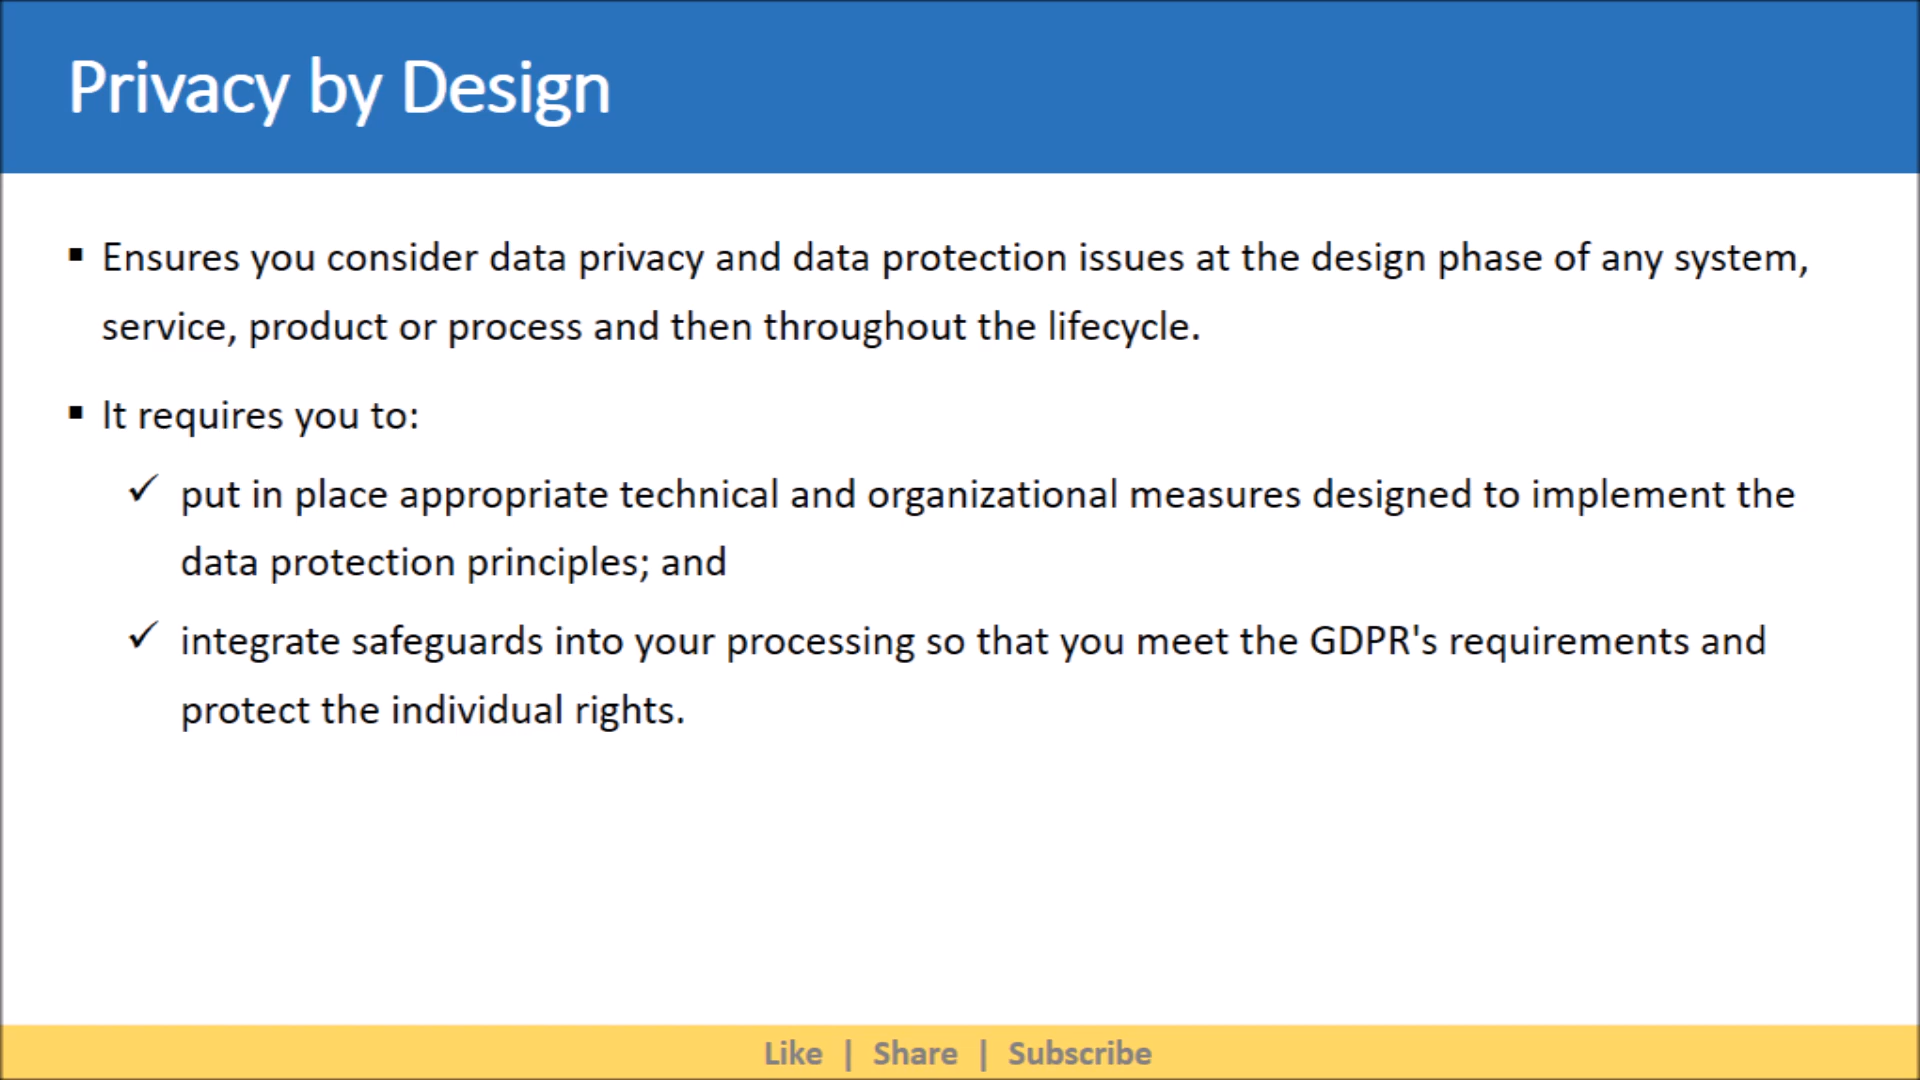 Privacy by Design
▪ Ensures you consider data privacy and data protection issues at the design phase of any system,
service, product or process and then throughout the lifecycle.
▪ It requires you to:
✓ put in place appropriate technical and organizational measures designed to implement the
data protection principles; and
✓ integrate safeguards into your processing so that you meet the GDPR's requirements and
protect the individual rights.
Like | Share | Subscribe